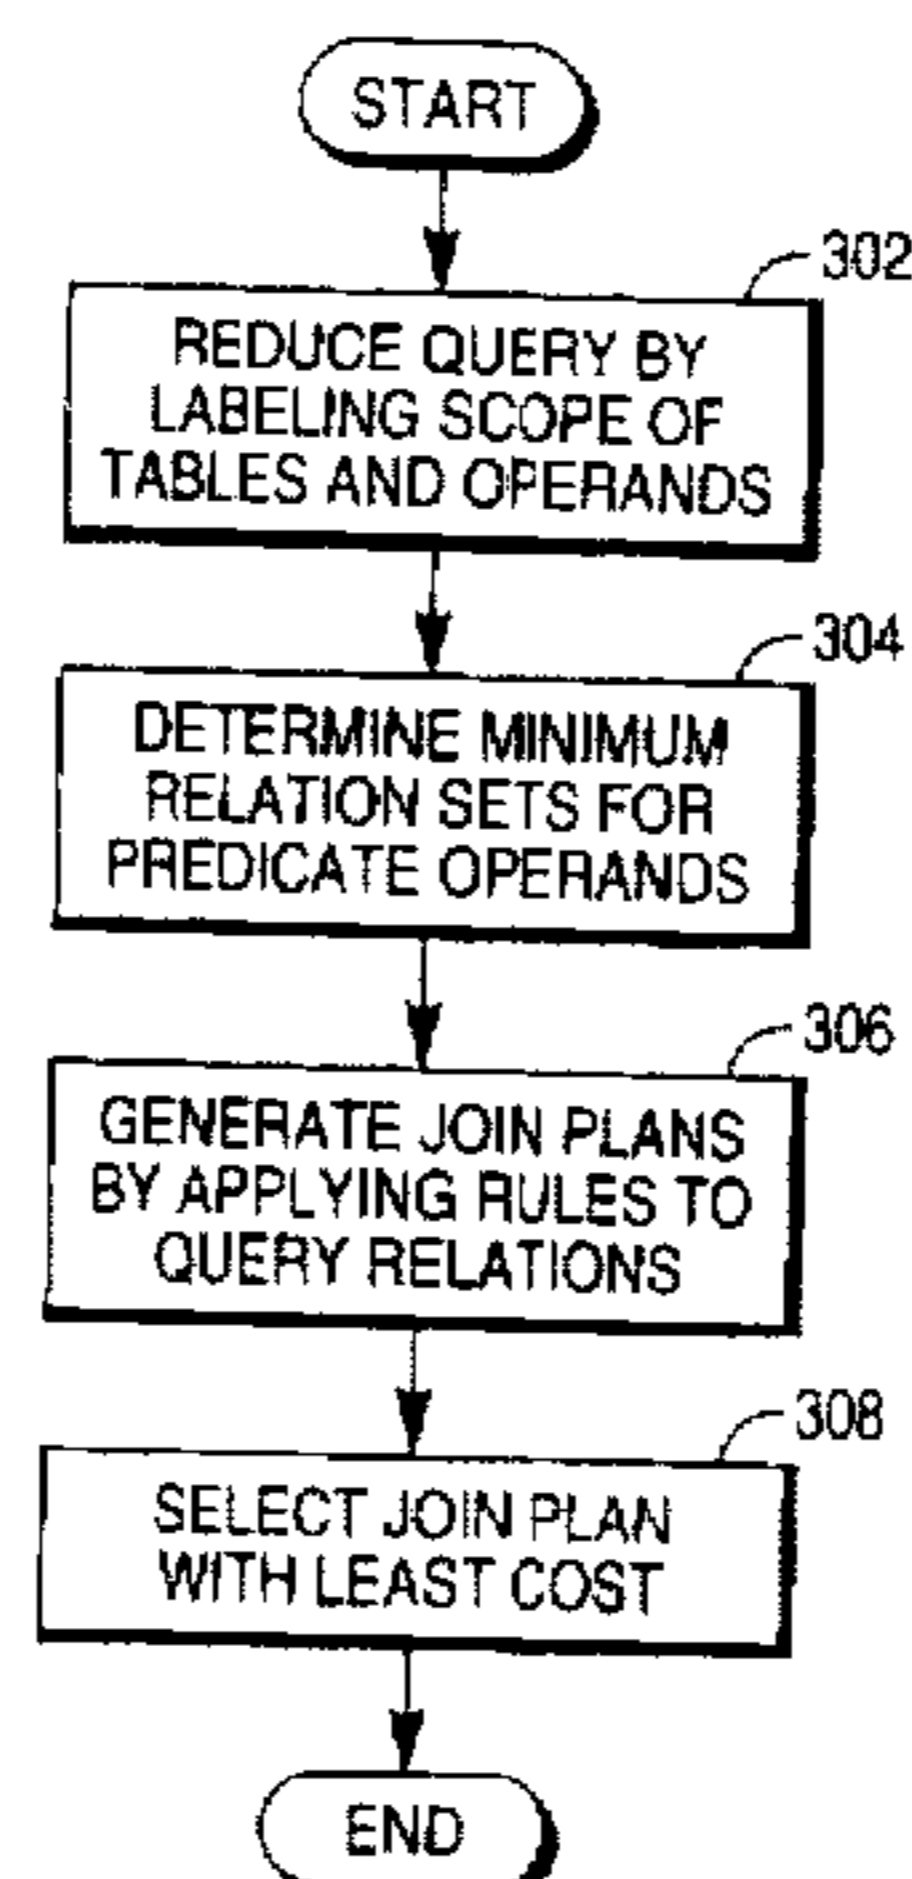 START
302
REDUCE QUERY BY
LABELING SCOPE OF
TABLES AND OPERANDS
304
DETERMINE MINIMUM
RELATION SETS FOR
PREDICATE OPERANDS
306
GENERATE JOIN PLANS
BY APPLYING RULES TO
QUERY RELATIONS
308
SELECT JOIN PLAN
WITH LEAST COST
END